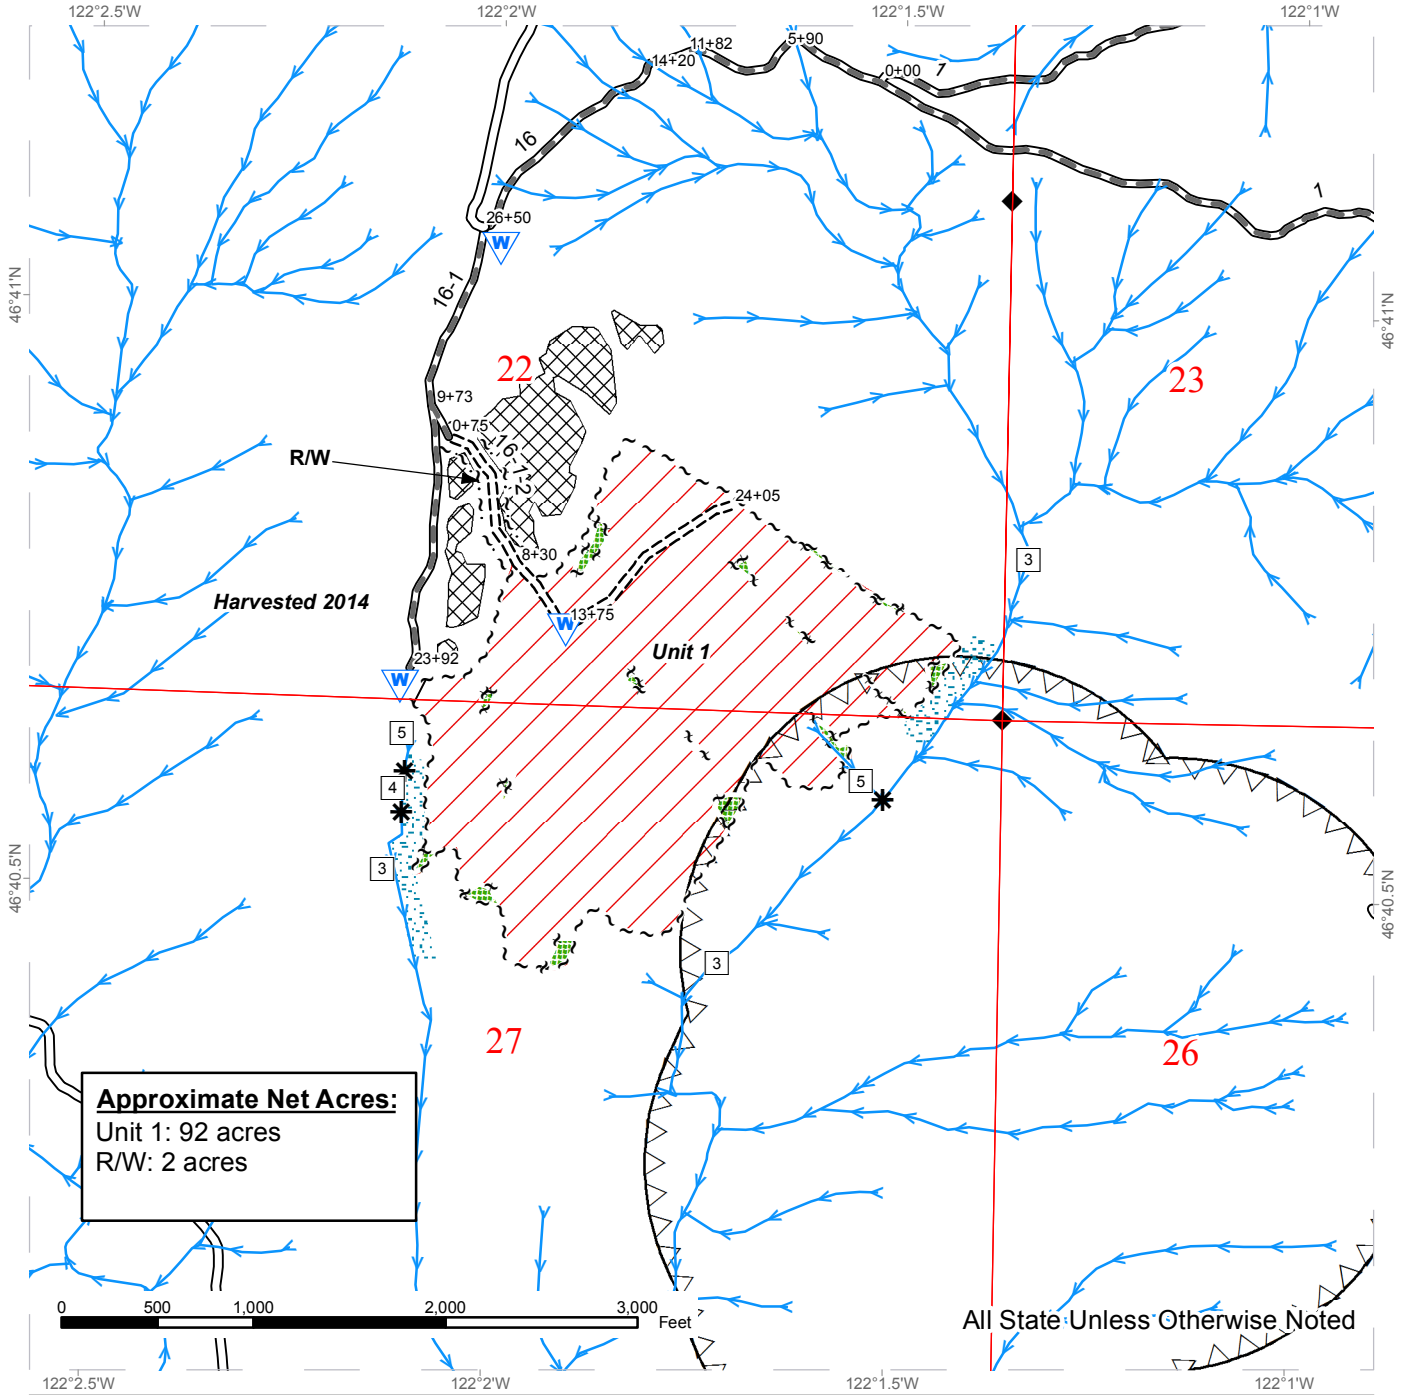 122°2.5'W
122°2'W
122°1.5'W
122°1'W
11+82
5+90
14+20
0+00
1
16
1
26+50
W
46°41'N
46°41'N
16-1
22
23
9+73
0+75
16-1-2
R/W
24+05
8+30
3
Harvested 2014
13+75
W
Unit 1
23+92
W
5
4
5
3
46°40.5'N
46°40.5'N
3
27
26
Approximate Net Acres:
Unit 1: 92 acres
R/W: 2 acres
0 500 1,000 2,000 3,000
Feet
All State Unless Otherwise Noted
122°2.5'W
122°2'W
122°1.5'W
122°1'W